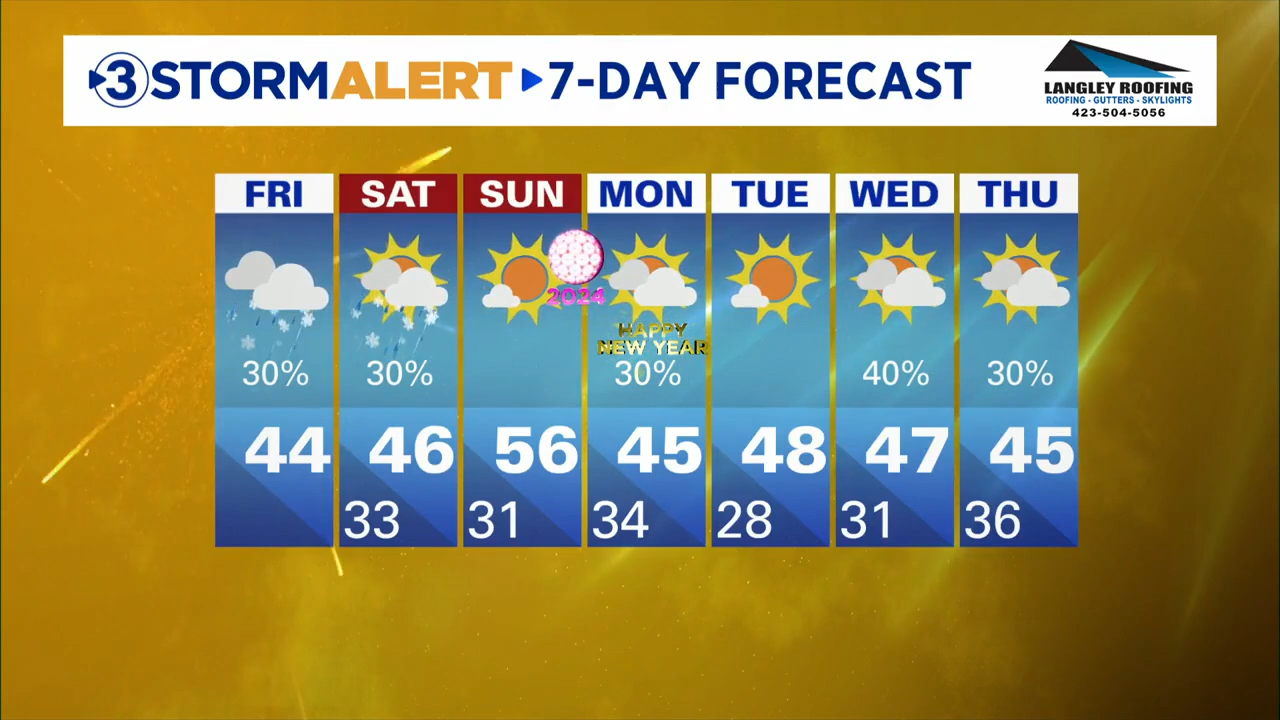 3 STORMALERT 7-DAY FORECAST
LANGLEY ROOFING
ROOFING - GUTTERS - SKYLIGHTS
423-504-5056
FRI SAT SUN MON TUE WED THU
2024
HAPPY
NEW YEAR
30% 30% 30% 40% 30%
44 46 56 45 48 47 45
33 31 34 28 31 36